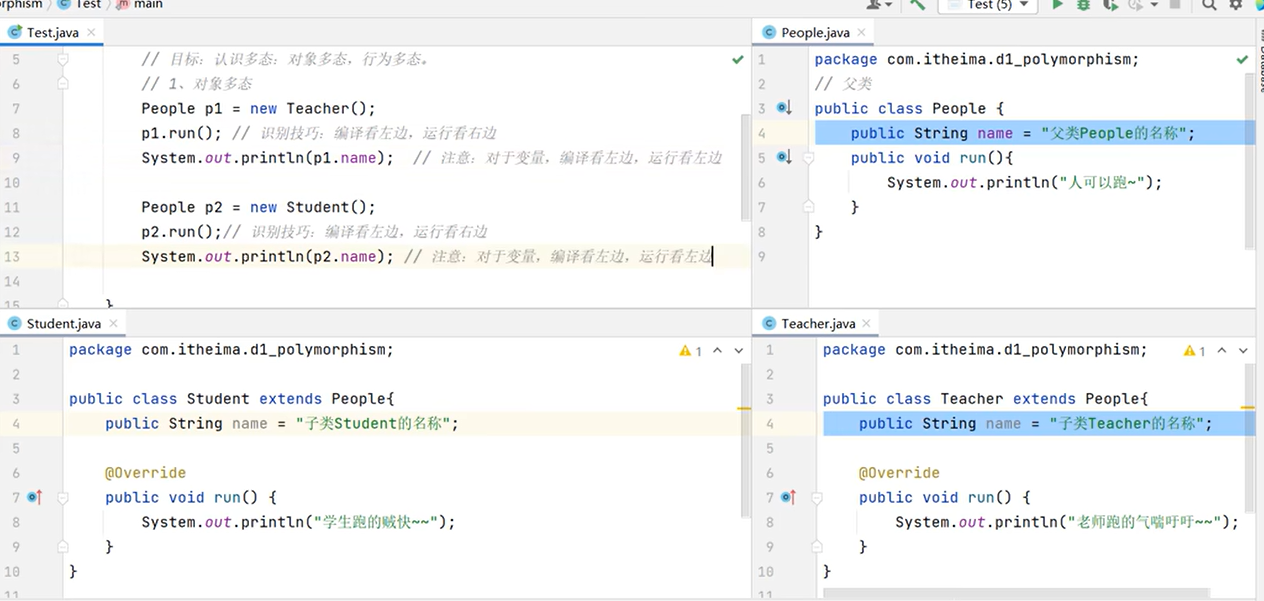 orphism
Test
main
Test (5)
Test.java
5 // 目标：认识多态：对象多态，行为多态。
6 // 1、对象多态
7 People p1 = new Teacher();
8 p1.run(); // 识别技巧：编译看左边，运行看右边
9 System.out.println(p1.name); // 注意：对于变量，编译看左边，运行看左边
10
11 People p2 = new Student();
12 p2.run();// 识别技巧：编译看左边，运行看右边
13 System.out.println(p2.name); // 注意：对于变量，编译看左边，运行看左边
14
15 }
People.java
1 package com.itheima.d1_polymorphism;
2 // 父类
3 public class People {
4 public String name = "父类People的名称";
5 public void run(){
6 System.out.println("人可以跑~");
7 }
8 }
9
Database
Student.java
1 package com.itheima.d1_polymorphism;
1
2
3 public class Student extends People{
4 public String name = "子类Student的名称";
5
6 @Override
7 public void run() {
8 System.out.println("学生跑的贼快~~");
9 }
10 }
11
Teacher.java
1 package com.itheima.d1_polymorphism;
1
2
3 public class Teacher extends People{
4 public String name = "子类Teacher的名称";
5
6 @Override
7 public void run() {
8 System.out.println("老师跑的气喘吁吁~~");
9 }
10 }
11